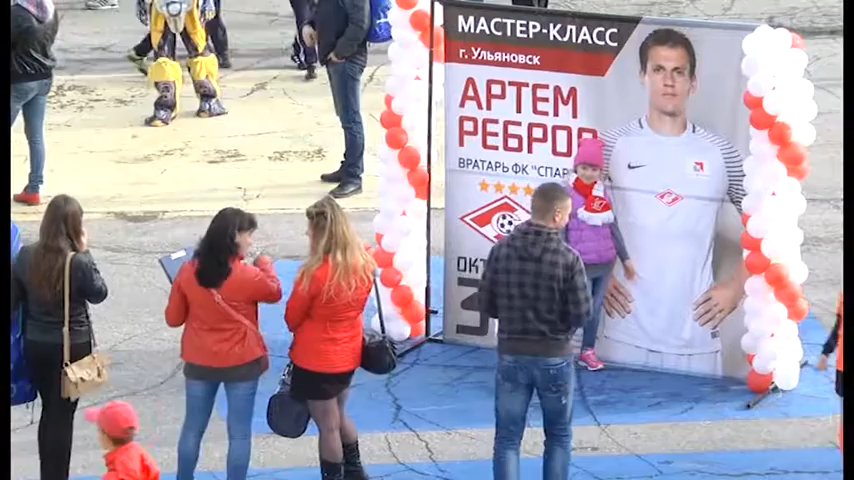 МАСТЕР-КЛАСС
г. Ульяновск
АРТЕМ
РЕБРОВ
ВРАТАРЬ ФК "СПАР